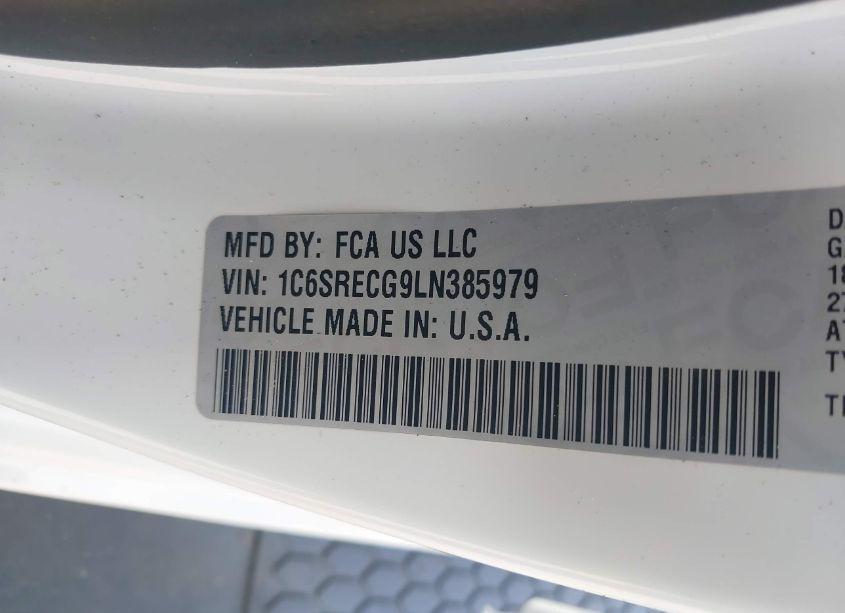 MFD BY: FCA US LLC
VIN: 1C6SRECG9LN385979
VEHICLE MADE IN: U.S.A.